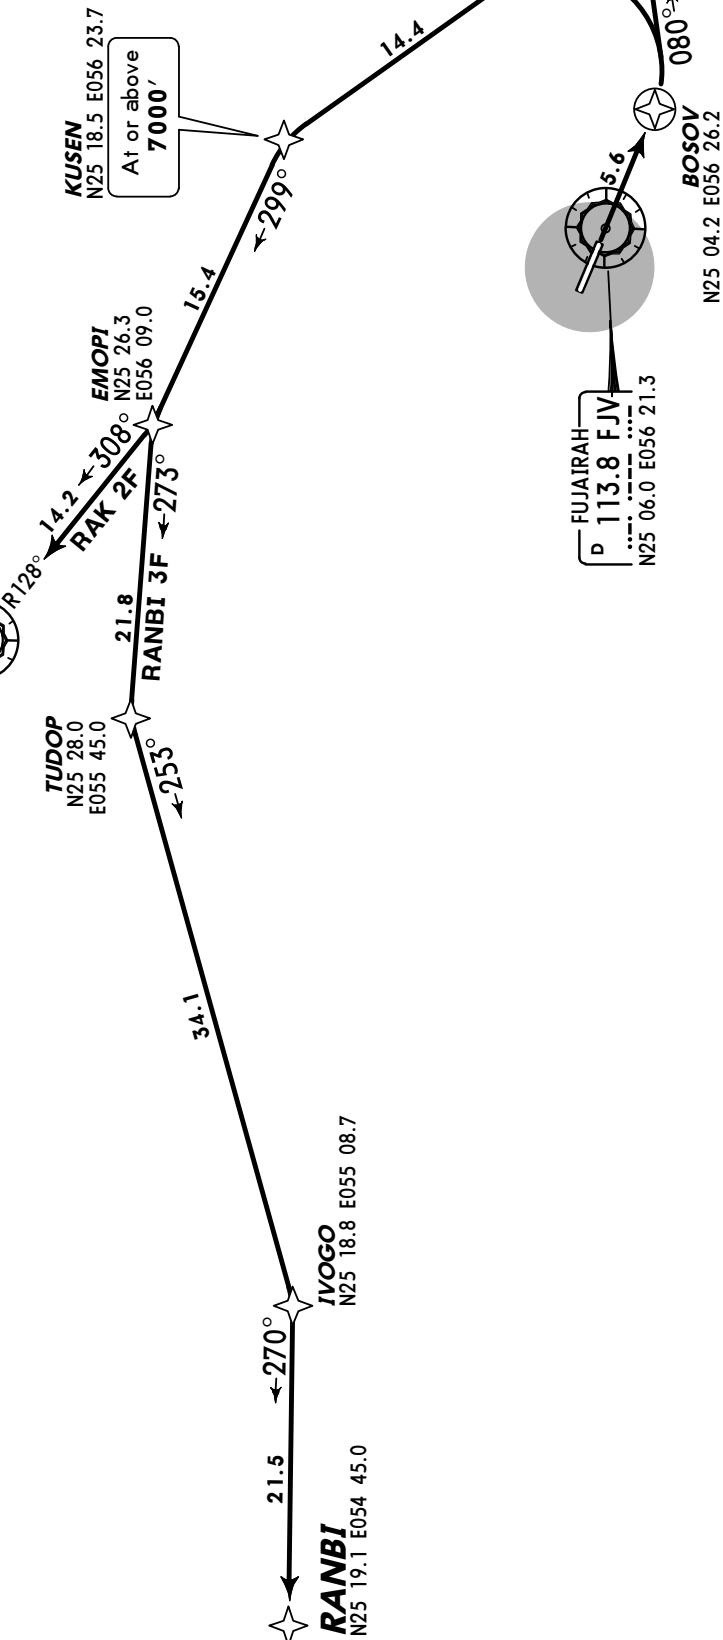 KUSEN
N25 18.5 E056 23.7
At or above
7000'
14.4
080°
BOSOV
N25 04.2 E056 26.2
5.6
299°
15.4
EMOPI
N25 26.3
E056 09.0
308°
14.2
RAK 2F
R128°
273°
21.8
RANBI 3F
FUJAIRAH
D 113.8 FJV
N25 06.0 E056 21.3
TUDOP
N25 28.0
E055 45.0
253°
34.1
IVOGO
N25 18.8 E055 08.7
270°
21.5
RANBI
N25 19.1 E054 45.0